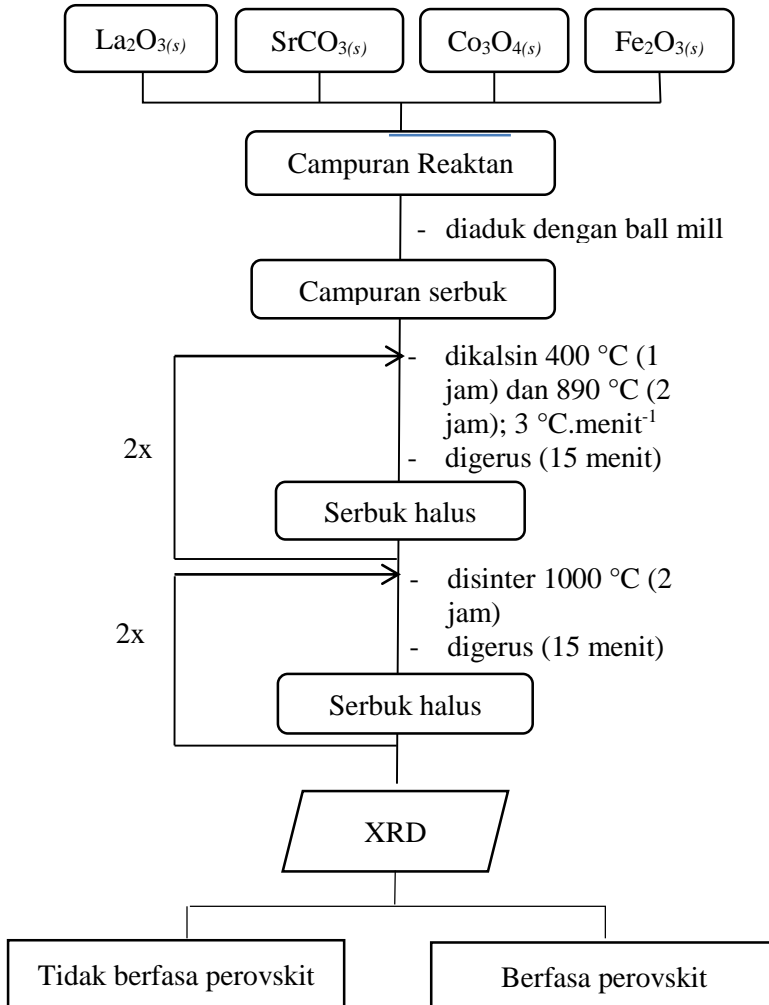 La₂O₃(s) SrCO₃(s) Co₃O₄(s) Fe₂O₃(s)
Campuran Reaktan
- diaduk dengan ball mill
Campuran serbuk
- dikalsin 400 °C (1
jam) dan 890 °C (2
jam); 3 °C.menit⁻¹
2x
- digerus (15 menit)
Serbuk halus
- disinter 1000 °C (2
jam)
2x
- digerus (15 menit)
Serbuk halus
XRD
Tidak berfasa perovskit Berfasa perovskit